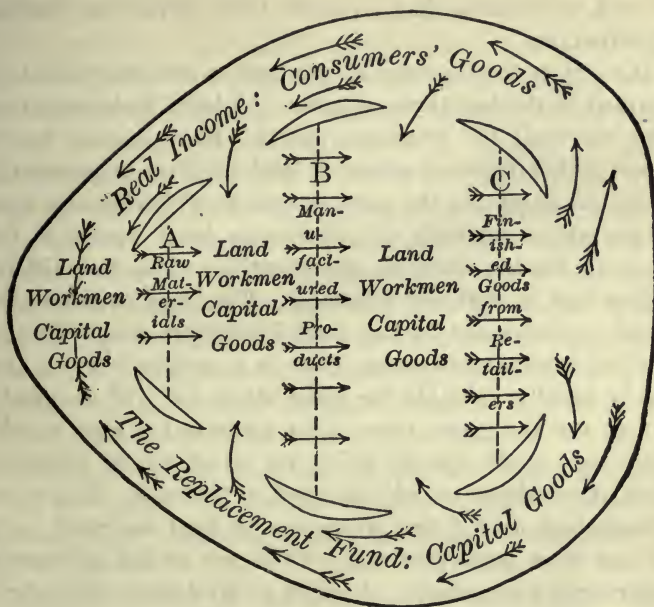 Real Income: Consumers' Goods
A
Raw
Mat-
er-
ials
B
Man-
u-
fact-
ured
Pro-
ducts
C
Fin-
ish-
ed
Goods
from
Re-
tail-
ers
Land
Workmen
Capital
Goods
Land
Workmen
Capital
Goods
Land
Workmen
Capital
Goods
The Replacement Fund: Capital Goods